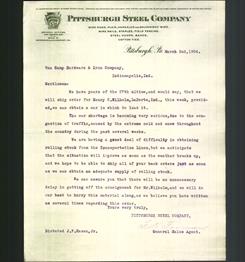 PITTSBURGH STEEL COMPANY
Pittsburgh, Pa. March 2nd, 1904.
Van Camp Hardware & Iron Company,
Indianapolis, Ind.
Gentlemen:
We have yours of the 27th ultimo, and would say, that we
will ship order for Henry C. Wilhelm, LaPorte, Ind., this week, provid-
ed, we can obtain a car in which to load it.
The car shortage has been very serious, due to the conges-
tion of traffic, caused by the extreme cold and snow throughout
the country during the past several weeks.
We are having a great deal of difficulty in obtaining
rolling stock from the Transportation Lines, but we anticipate
that the situation will improve as soon as the weather breaks up,
and we hope to be able to ship all of your back orders just as soon
as we can obtain an adequate supply of rolling stock.
We can assure you that there will be no unnecessary
delay in getting off the consignment for Mr. Wilhelm, and we will do
our best to hurry this material along, as we believe you have written us
several times regarding this order.
Yours very truly,
PITTSBURGH STEEL COMPANY,
General Sales Agent.
Dictated J.P.